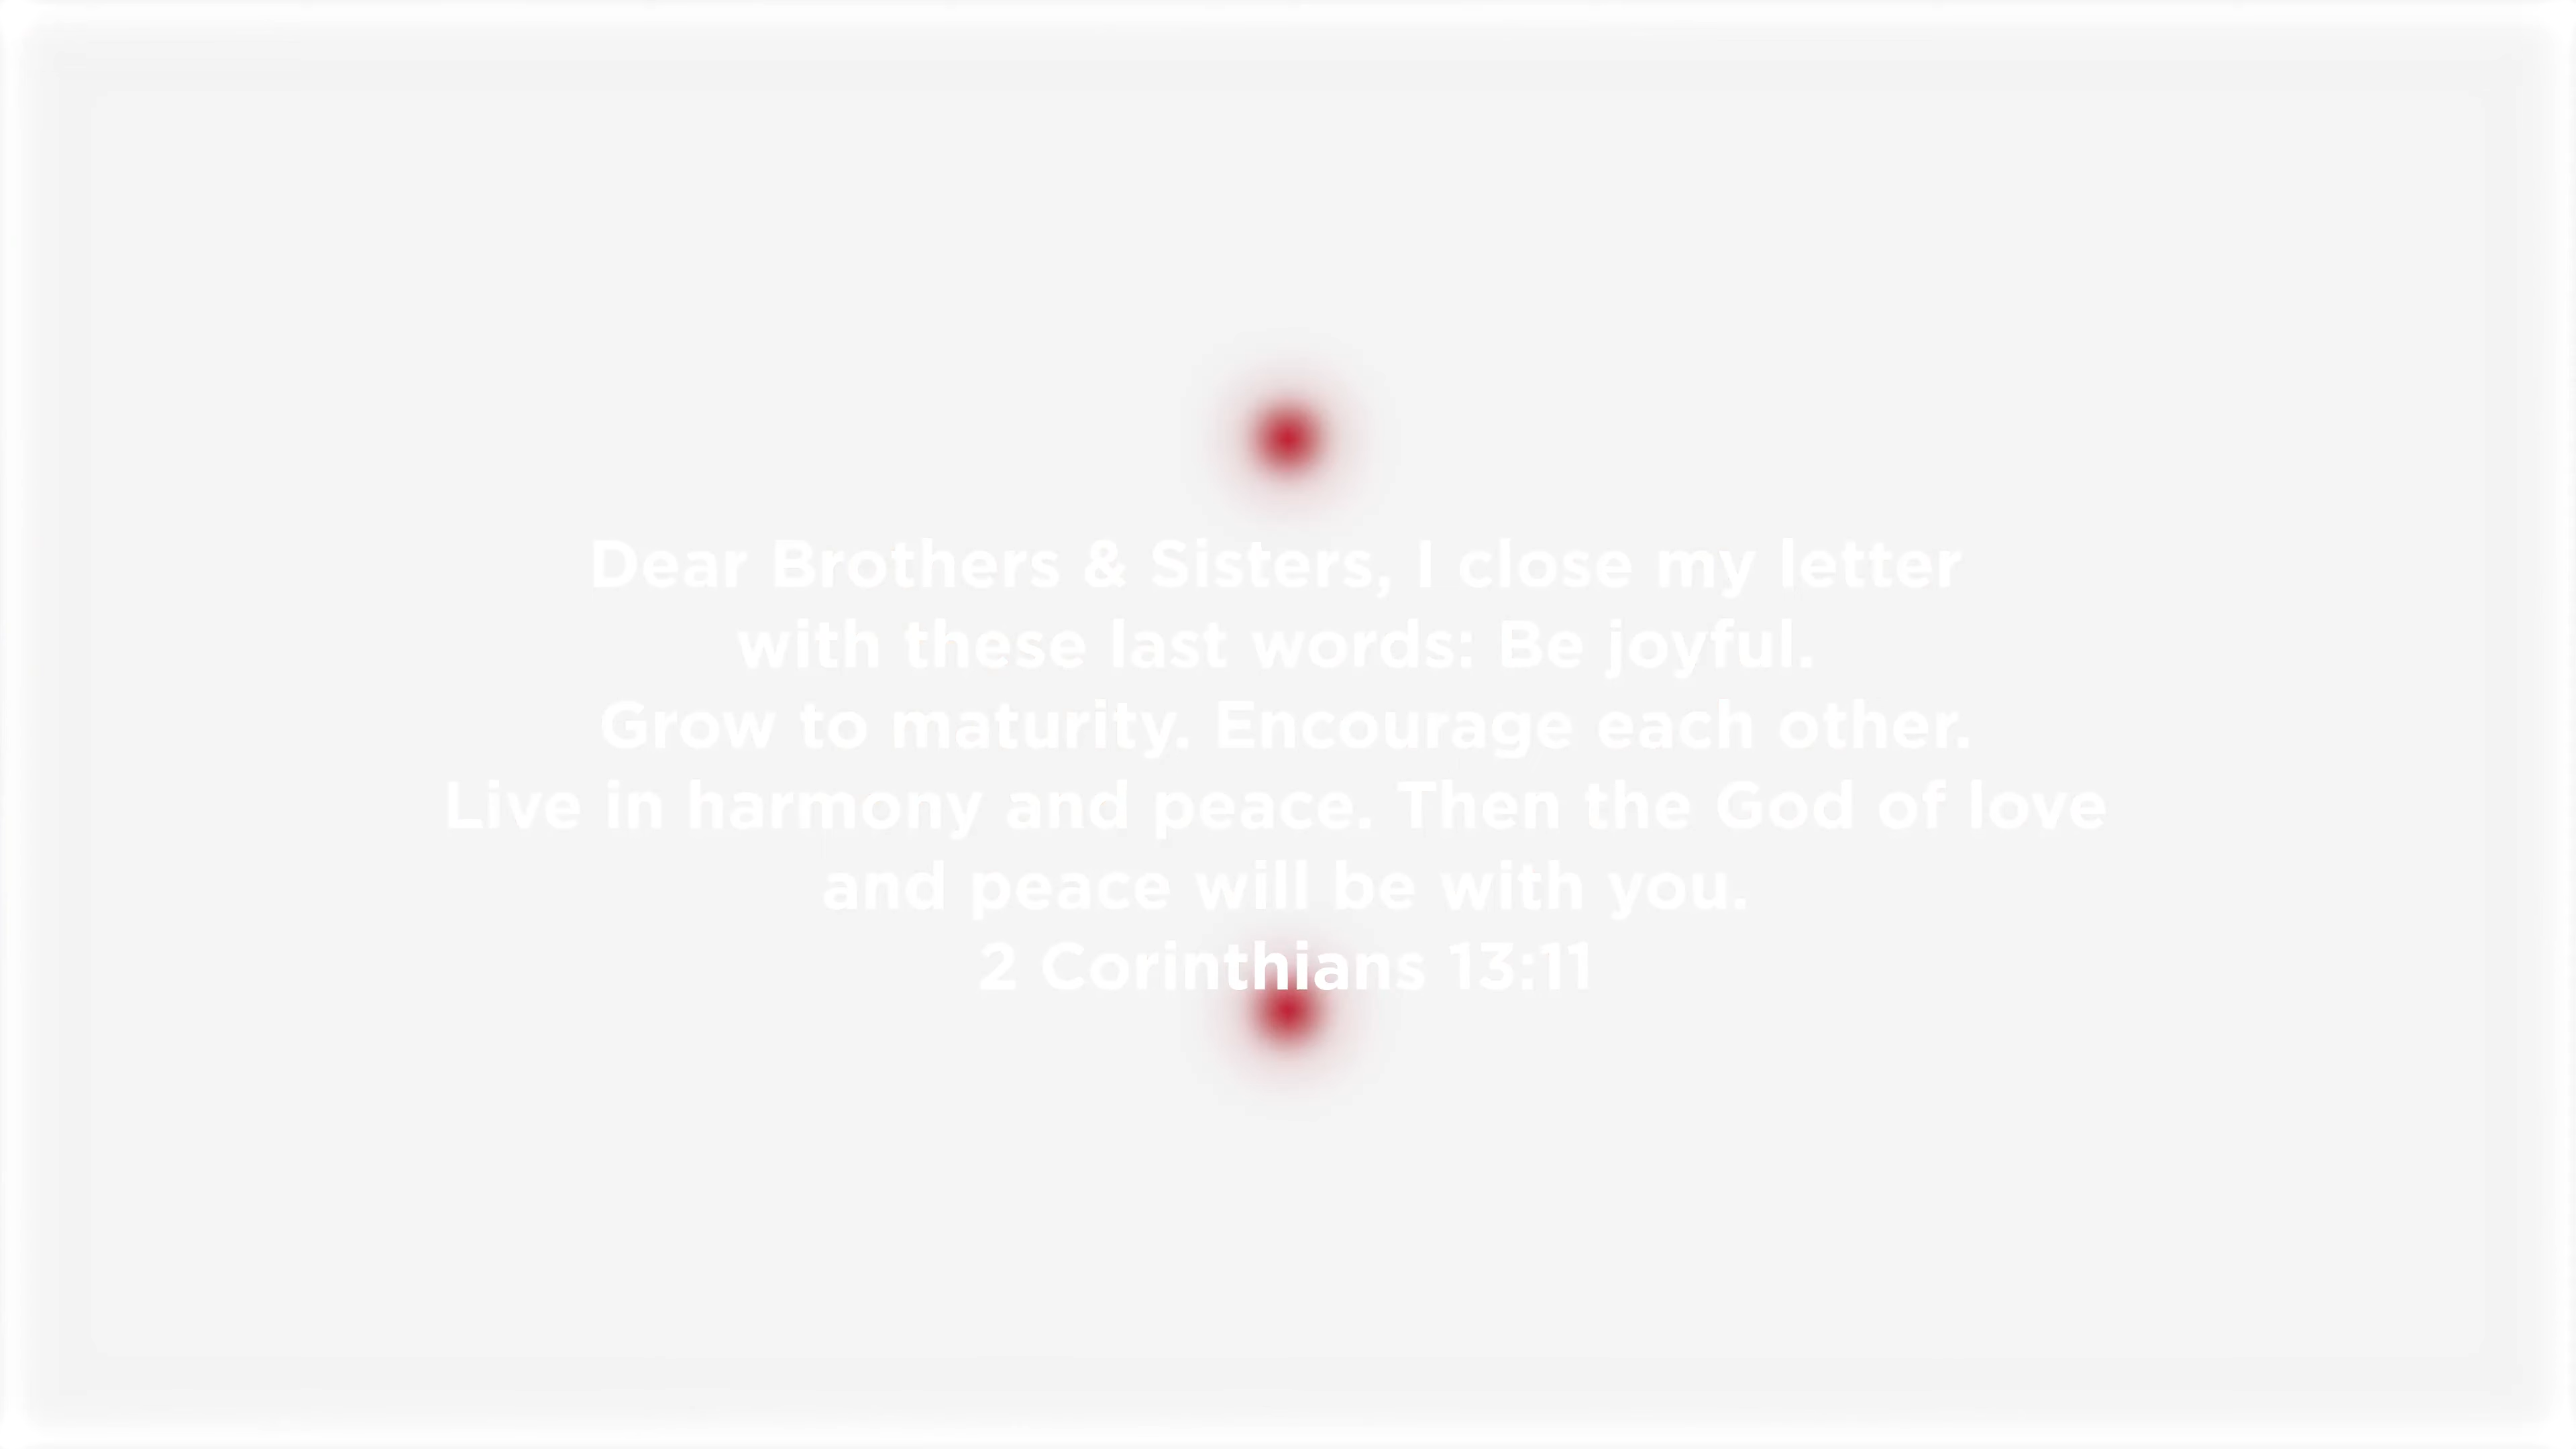 Dear Brothers & Sisters, I close my letter
with these last words: Be joyful.
Grow to maturity. Encourage each other.
Live in harmony and peace. Then the God of love
and peace will be with you.
2 Corinthians 13:11